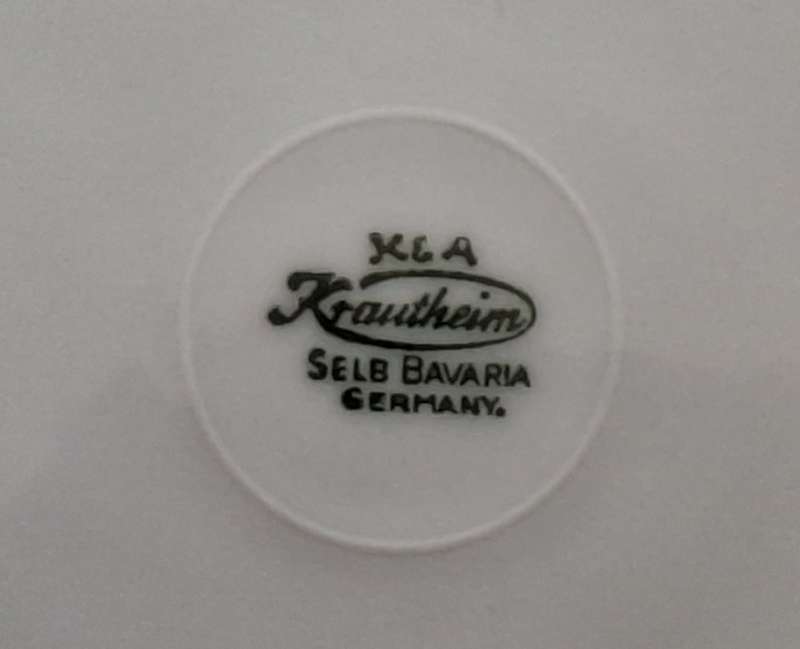 K & A
Krautheim
SELB BAVARIA
GERMANY.